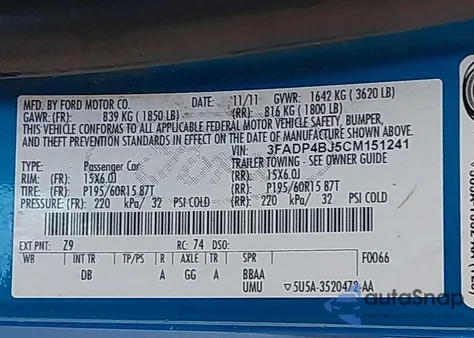 MFD. BY FORD MOTOR CO. DATE: 11/11 GVWR: 1642 KG ( 3620 LB)
GAWR: (FR): 839 KG ( 1850 LB) (RR): 816 KG ( 1800 LB)
THIS VEHICLE CONFORMS TO ALL APPLICABLE FEDERAL MOTOR VEHICLE SAFETY, BUMPER,
AND THEFT PREVENTION STANDARDS IN EFFECT ON THE DATE OF MANUFACTURE SHOWN ABOVE.
VIN: 3FADP4BJ5CM151241
TYPE: Passenger Car TRAILER TOWING - SEE OWNER GUIDE
RIM: (FR): 15X6.0J (RR): 15X6.0J
TIRE: (FR): P195/60R15 87T (RR): P195/60R15 87T
PRESSURE: (FR): 220 kPa/ 32 PSI COLD (RR): 220 kPa/ 32 PSI COLD
EXT PNT: Z9 RC: 74 DSO: F0066
WB INT TR TP/PS R AXLE TR SPR
DB A GG A BBAA
UMU ▽5U5A-3520472-AA
autoSnap